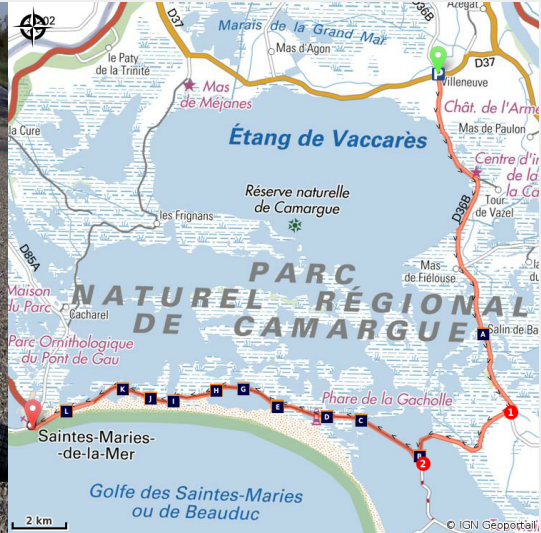 02
D37
Marais de la Grand Mar
D36B
Azegat
le Paty
de la Trinité
Mas d'Agon
D37
P
Villeneuve
Mas
de Méjanes
Chât. de l'Arme
la Cure
Étang de Vaccarès
Mas de Paulon
Centre d'in
de la
la Ca
Réserve naturelle
de Camargue
Tour
de Vazel
les Frignans
D36B
D85A
PARC
NATUREL RÉGIONAL
DE CAMARGUE
Mas
de Fiélouse
la
du
Maison
du Parc
Cacharel
A
Salin de Ba
Parc Ornithologique
du Pont de Gau
K
J
I
H
G
E
Phare de la Gacholle
D
C
L
1
Saintes-Maries-
-de-la-Mer
2
Golfe des Saintes-Maries
ou de Beauduc
2 km
© IGN Géoportail